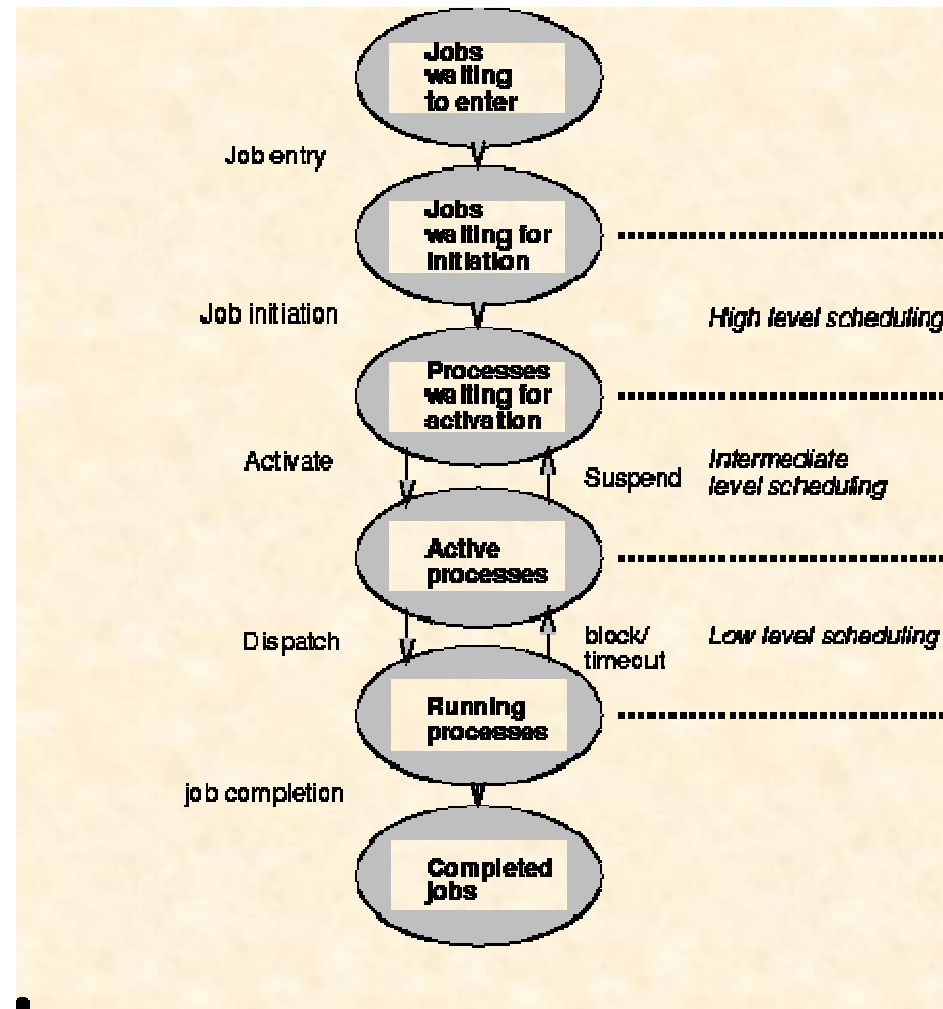 Jobs
waiting
to enter
Job entry
Jobs
waiting for
initiation
Job initiation
High level scheduling
Processes
waiting for
activation
Activate
Suspend
Intermediate
level scheduling
Active
processes
Dispatch
block/
timeout
Low level scheduling
Running
processes
job completion
Completed
jobs